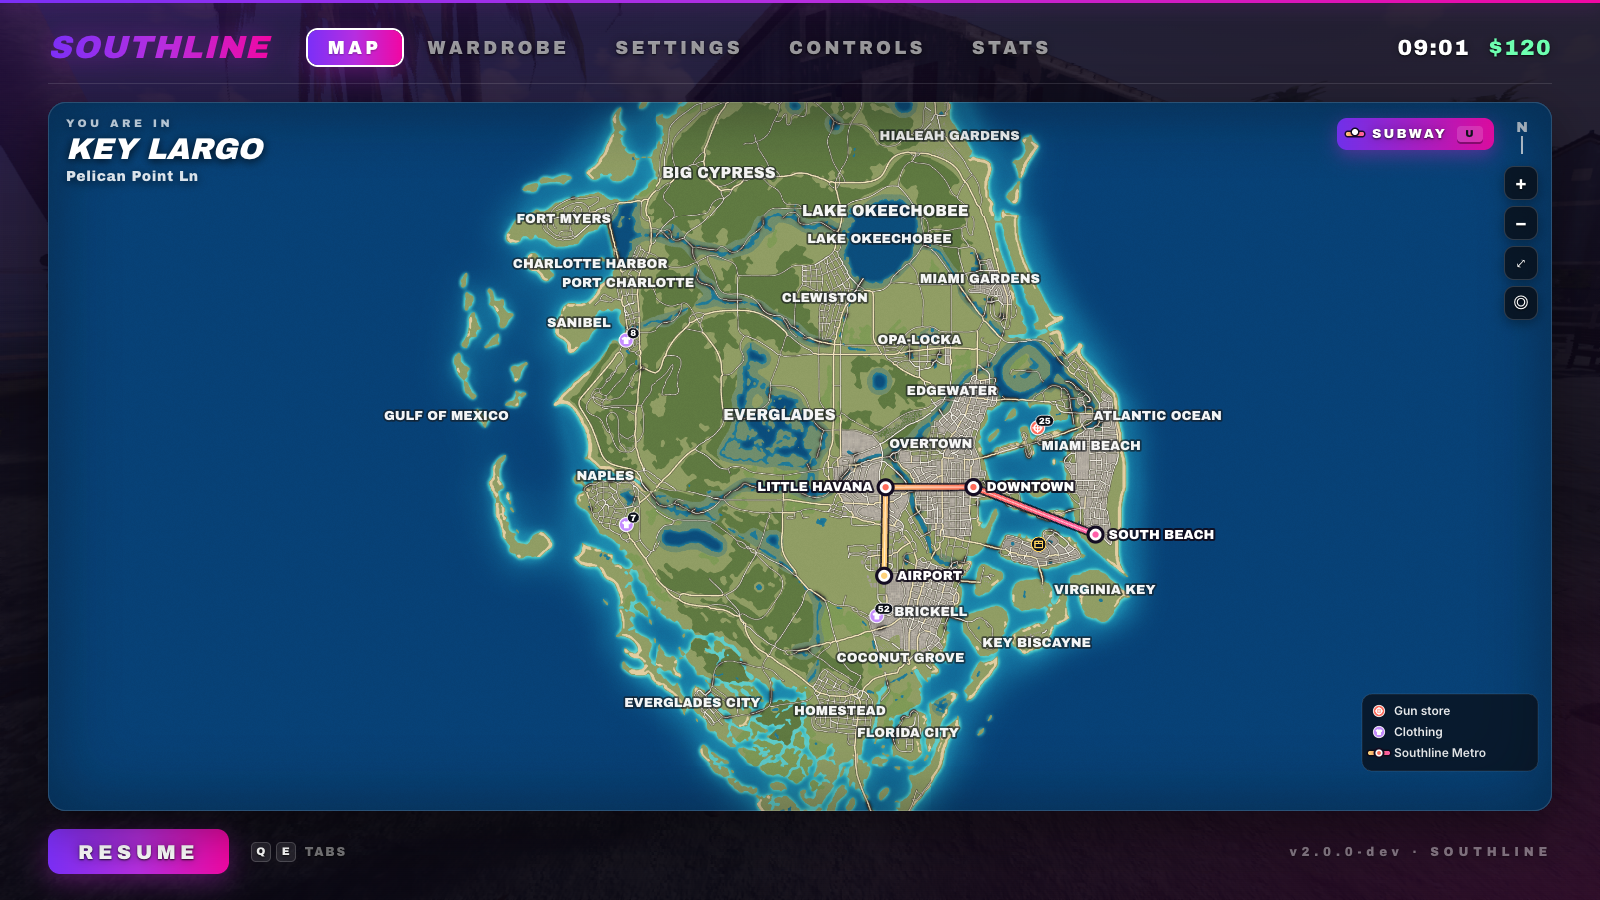 SOUTHLINE
MAP
WARDROBE
SETTINGS
CONTROLS
STATS
09:01 $120
YOU ARE IN
KEY LARGO
Pelican Point Ln
SUBWAY U
N
+
−
HIALEAH GARDENS
BIG CYPRESS
LAKE OKEECHOBEE
FORT MYERS
LAKE OKEECHOBEE
CHARLOTTE HARBOR
PORT CHARLOTTE
MIAMI GARDENS
CLEWISTON
SANIBEL
8
OPA-LOCKA
EDGEWATER
GULF OF MEXICO
EVERGLADES
25
ATLANTIC OCEAN
OVERTOWN
MIAMI BEACH
NAPLES
LITTLE HAVANA
DOWNTOWN
7
SOUTH BEACH
AIRPORT
VIRGINIA KEY
52
BRICKELL
KEY BISCAYNE
COCONUT GROVE
EVERGLADES CITY
HOMESTEAD
FLORIDA CITY
Gun store
Clothing
Southline Metro
RESUME
Q E TABS
v2.0.0-dev · SOUTHLINE